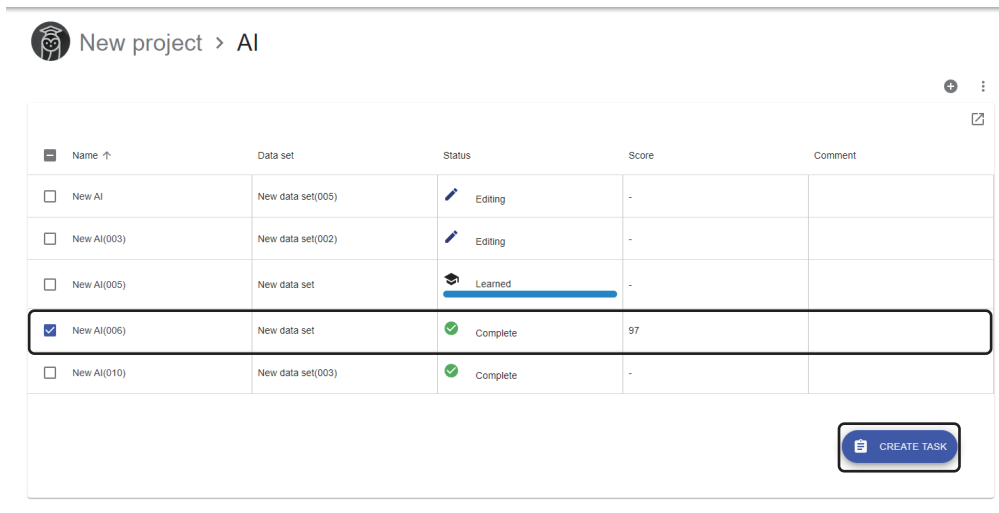 New project > AI
Name ↑ Data set Status Score Comment
New AI New data set(005) Editing -
New AI(003) New data set(002) Editing -
New AI(005) New data set Learned -
New AI(006) New data set Complete 97
New AI(010) New data set(003) Complete -
CREATE TASK